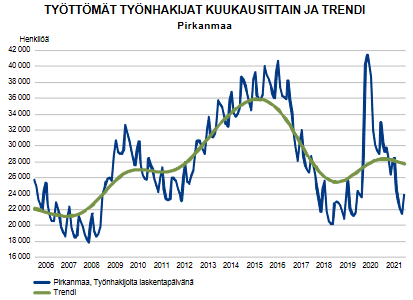 TYÖTTÖMÄT TYÖNHAKIJAT KUUKAUSITTAIN JA TRENDI
Pirkanmaa
Henkilöä
42 000
40 000
38 000
36 000
34 000
32 000
30 000
28 000
26 000
24 000
22 000
20 000
18 000
16 000
2006 2007 2008 2009 2010 2011 2012 2013 2014 2015 2016 2017 2018 2019 2020 2021
Pirkanmaa, Työnhakijoita laskentapäivänä
Trendi